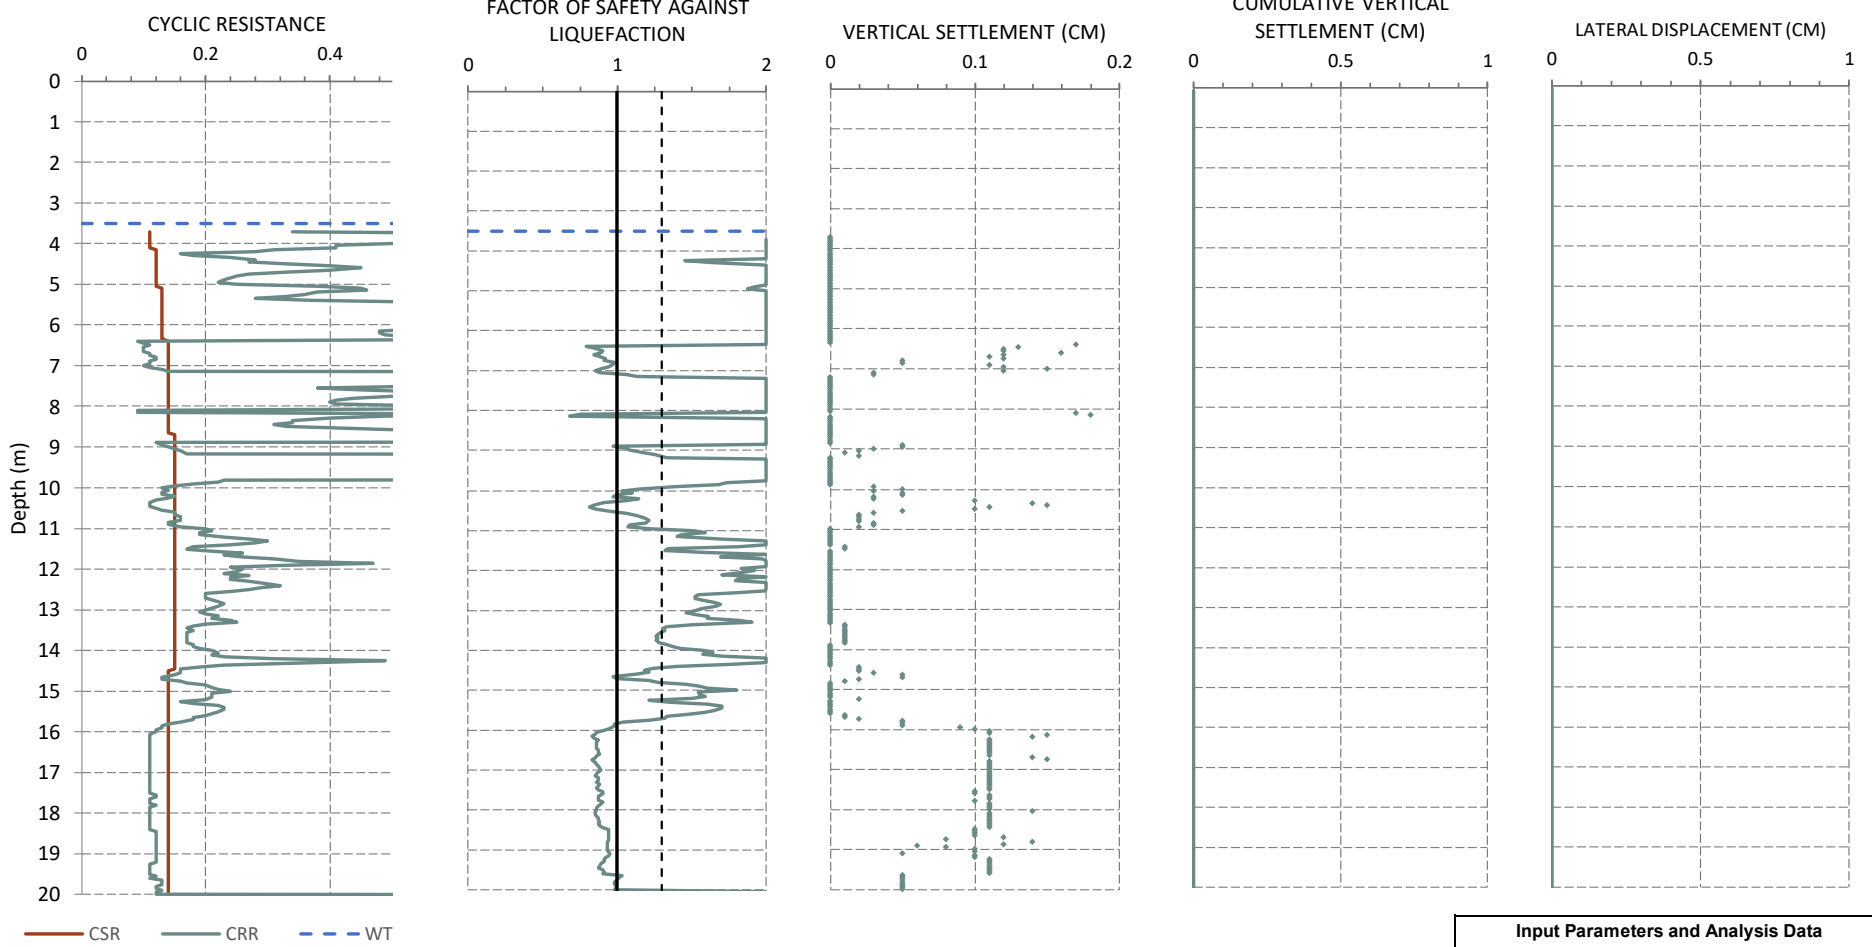 CYCLIC RESISTANCE
0 0.2 0.4
0
1
2
3
4
5
6
7
8
9
10
11
12
13
14
15
16
17
18
19
20
Depth (m)
CSR CRR WT
FACTOR OF SAFETY AGAINST
LIQUEFACTION
0 1 2
VERTICAL SETTLEMENT (CM)
0 0.1 0.2
CUMULATIVE VERTICAL
SETTLEMENT (CM)
0 0.5 1
LATERAL DISPLACEMENT (CM)
0 0.5 1
Input Parameters and Analysis Data